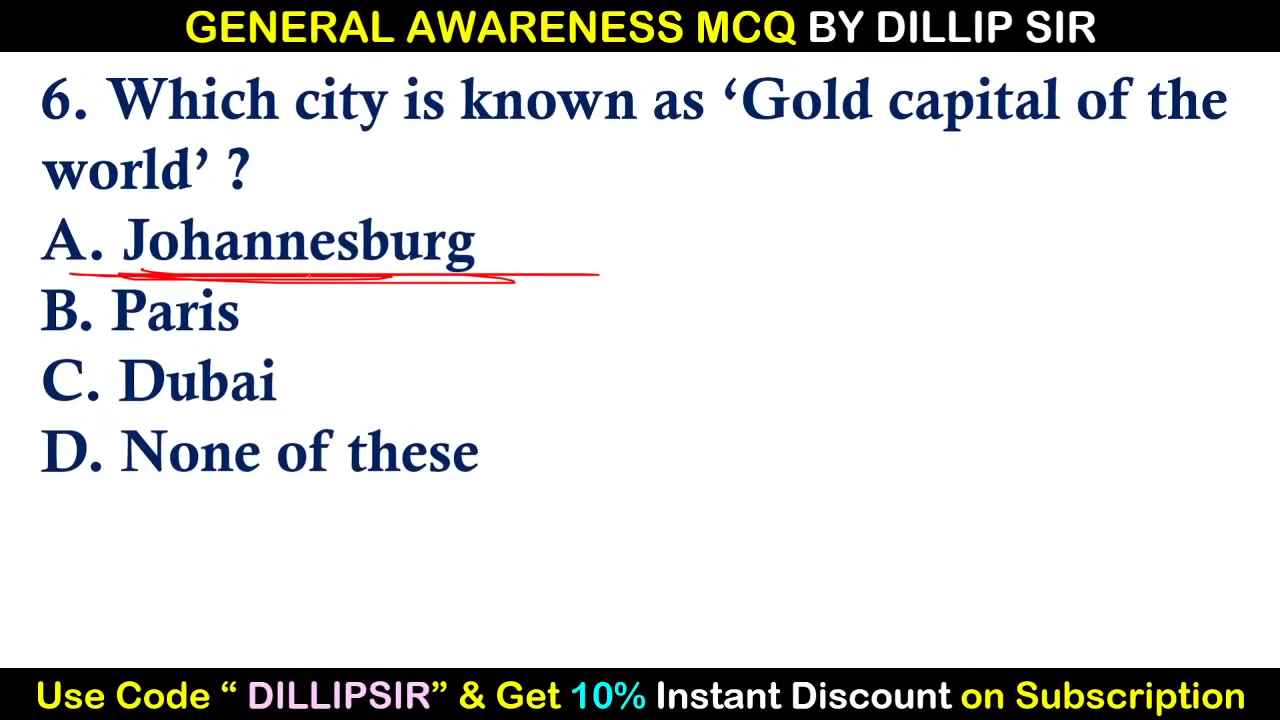 GENERAL AWARENESS MCQ BY DILLIP SIR
6. Which city is known as ‘Gold capital of the
world’ ?
A. Johannesburg
B. Paris
C. Dubai
D. None of these
Use Code “ DILLIPSIR” & Get 10% Instant Discount on Subscription